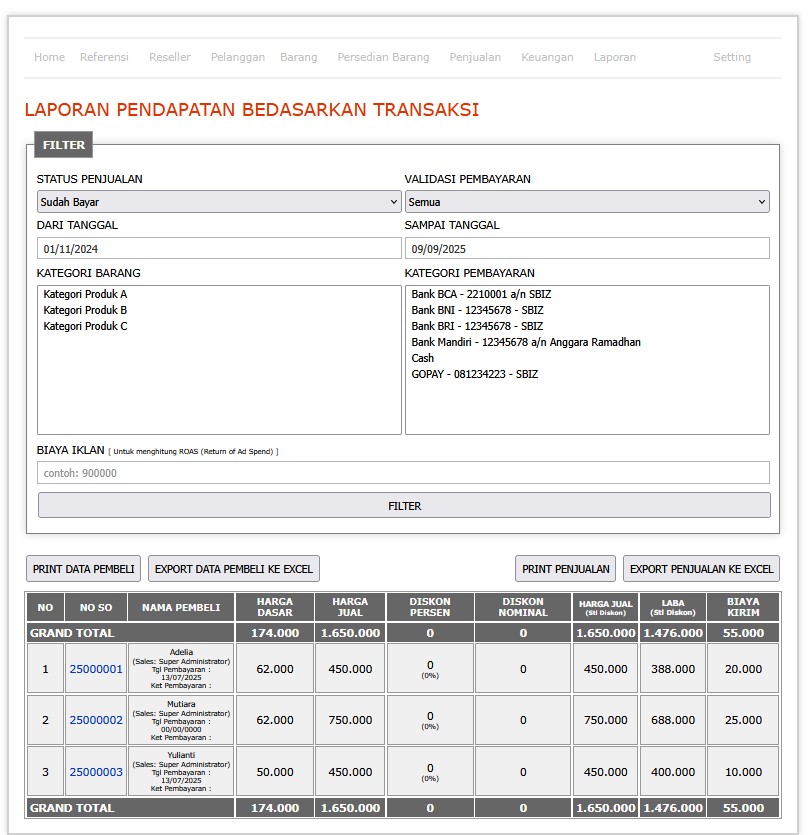 Home Referensi Reseller Pelanggan Barang Persedian Barang Penjualan Keuangan Laporan Setting
LAPORAN PENDAPATAN BEDASARKAN TRANSAKSI
FILTER
STATUS PENJUALAN VALIDASI PEMBAYARAN
Sudah Bayar Semua
DARI TANGGAL SAMPAI TANGGAL
01/11/2024 09/09/2025
KATEGORI BARANG KATEGORI PEMBAYARAN
Kategori Produk A Bank BCA - 2210001 a/n SBIZ
Kategori Produk B Bank BNI - 12345678 - SBIZ
Kategori Produk C Bank BRI - 12345678 - SBIZ
Bank Mandiri - 12345678 a/n Anggara Ramadhan
Cash
GOPAY - 081234223 - SBIZ
BIAYA IKLAN [ Untuk menghitung ROAS (Return of Ad Spend) ]
contoh: 900000
FILTER
PRINT DATA PEMBELI EXPORT DATA PEMBELI KE EXCEL PRINT PENJUALAN EXPORT PENJUALAN KE EXCEL
NO NO SO NAMA PEMBELI HARGA DASAR HARGA JUAL DISKON PERSEN DISKON NOMINAL HARGA JUAL (Stl Diskon) LABA (Stl Diskon) BIAYA KIRIM
GRAND TOTAL 174.000 1.650.000 0 0 1.650.000 1.476.000 55.000
1 25000001 Adelia (Sales: Super Administrator) Tgl Pembayaran : 13/07/2025 Ket Pembayaran : 62.000 450.000 0 (0%) 0 450.000 388.000 20.000
2 25000002 Mutiara (Sales: Super Administrator) Tgl Pembayaran : 00/00/0000 Ket Pembayaran : 62.000 750.000 0 (0%) 0 750.000 688.000 25.000
3 25000003 Yulianti (Sales: Super Administrator) Tgl Pembayaran : 13/07/2025 Ket Pembayaran : 50.000 450.000 0 (0%) 0 450.000 400.000 10.000
GRAND TOTAL 174.000 1.650.000 0 0 1.650.000 1.476.000 55.000